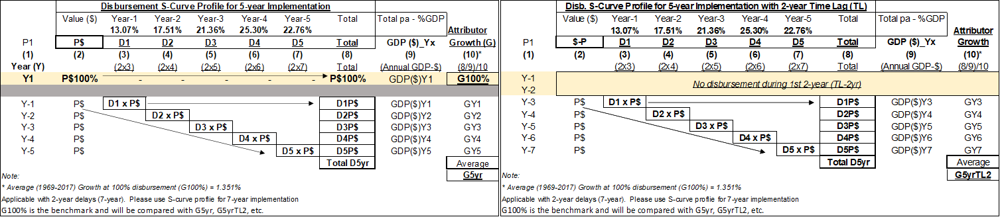 Disbursement S-Curve Profile for 5-year Implementation
Value ($) Year-1 Year-2 Year-3 Year-4 Year-5 Total Total pa - %GDP
13.07% 17.51% 21.36% 25.30% 22.76% Attributor
P1 P$ D1 D2 D3 D4 D5 Total GDP ($)_Yx Growth (G)
(1) (2) (3) (4) (5) (6) (7) (8) (9) (10)*
Year (Y) (2x3) (2x4) (2x5) (2x6) (2x7) Total (Annual GDP-$) (8/9)/10
Y1 P$100% - - - - - P$100% GDP($)Y1 G100%
Y-1 P$ D1 x P$ D1P$ GDP($)Y1 GY1
Y-2 P$ D2 x P$ D2P$ GDP($)Y2 GY2
Y-3 P$ D3 x P$ D3P$ GDP($)Y3 GY3
Y-4 P$ D4 x P$ D4P$ GDP($)Y4 GY4
Y-5 P$ D5 x P$ D5P$ GDP($)Y5 GY5
Total D5yr Average
Note: G5yr
* Average (1969-2017) Growth at 100% disbursement (G100%) = 1.351%
Applicable with 2-year delays (7-year). Please use S-curve profile for 7-year implementation
G100% is the benchmark and will be compared with G5yr, G5yrTL2, etc.
Disb. S-Curve Profile for 5-year Implementation with 2-year Time Lag (TL)
Value ($) Year-1 Year-2 Year-3 Year-4 Year-5 Total Total pa - %GDP
13.07% 17.51% 21.36% 25.30% 22.76% Attributor
P1 $-P D1 D2 D3 D4 D5 Total GDP ($)_Yx Growth
(1) (2) (3) (4) (5) (6) (7) (8) (9) (10)*
(2x3) (2x4) (2x5) (2x6) (2x7) Total (Annual GDP-$) (8/9)/10
Y-1
No disbursement during 1st 2-year (TL-2yr)
Y-2
Y-3 P$ D1 x P$ D1P$ GDP($)Y3 GY3
Y-4 P$ D2 x P$ D2P$ GDP($)Y4 GY4
Y-5 P$ D3 x P$ D3P$ GDP($)Y5 GY5
Y-6 P$ D4 x P$ D4P$ GDP($)Y6 GY6
Y-7 P$ D5 x P$ D5P$ GDP($)Y7 GY7
Total D5yr Average
Note: G5yrTL2
* Average (1969-2017) Growth at 100% disbursement (G100%) = 1.351%
Applicable with 2-year delays (7-year). Please use S-curve profile for 7-year implementation
G100% is the benchmark and will be compared with G5yr, G5yrTL2, etc.